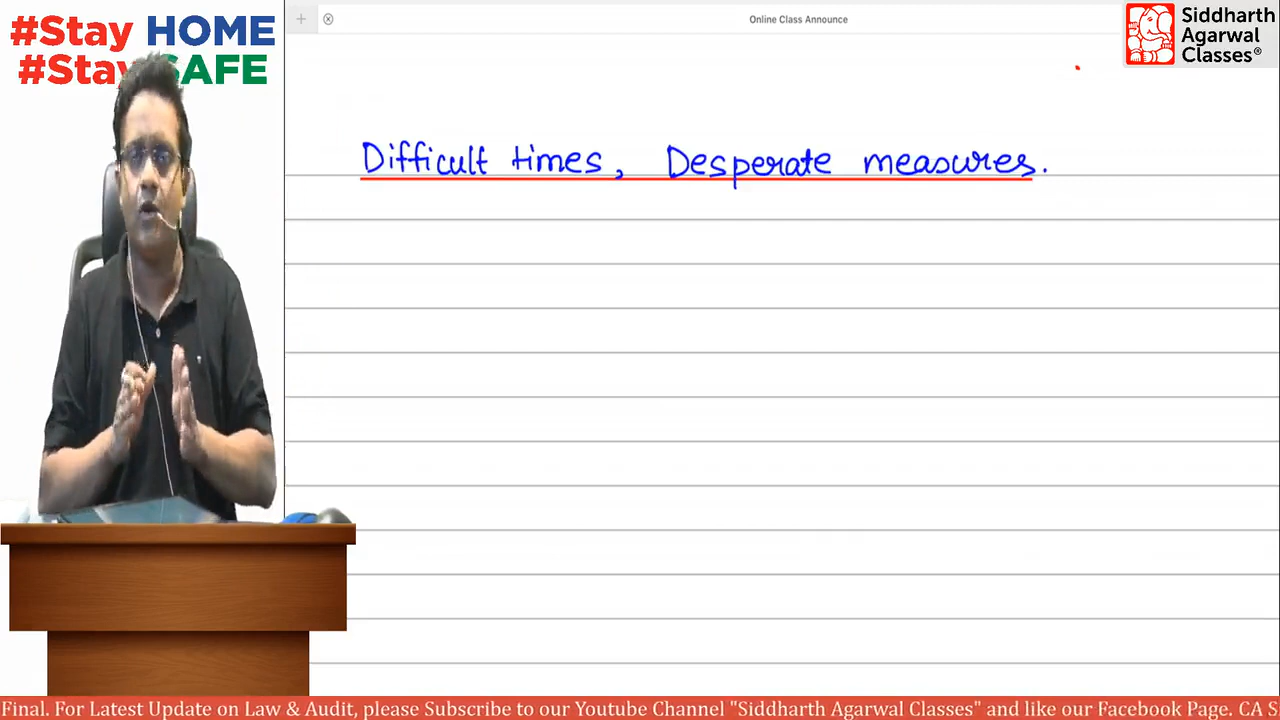 #Stay HOME
#Stay SAFE
Online Class Announce
Siddharth
Agarwal
Classes®
Difficult times, Desperate measures.
Final. For Latest Update on Law & Audit, please Subscribe to our Youtube Channel "Siddharth Agarwal Classes" and like our Facebook Page. CA S